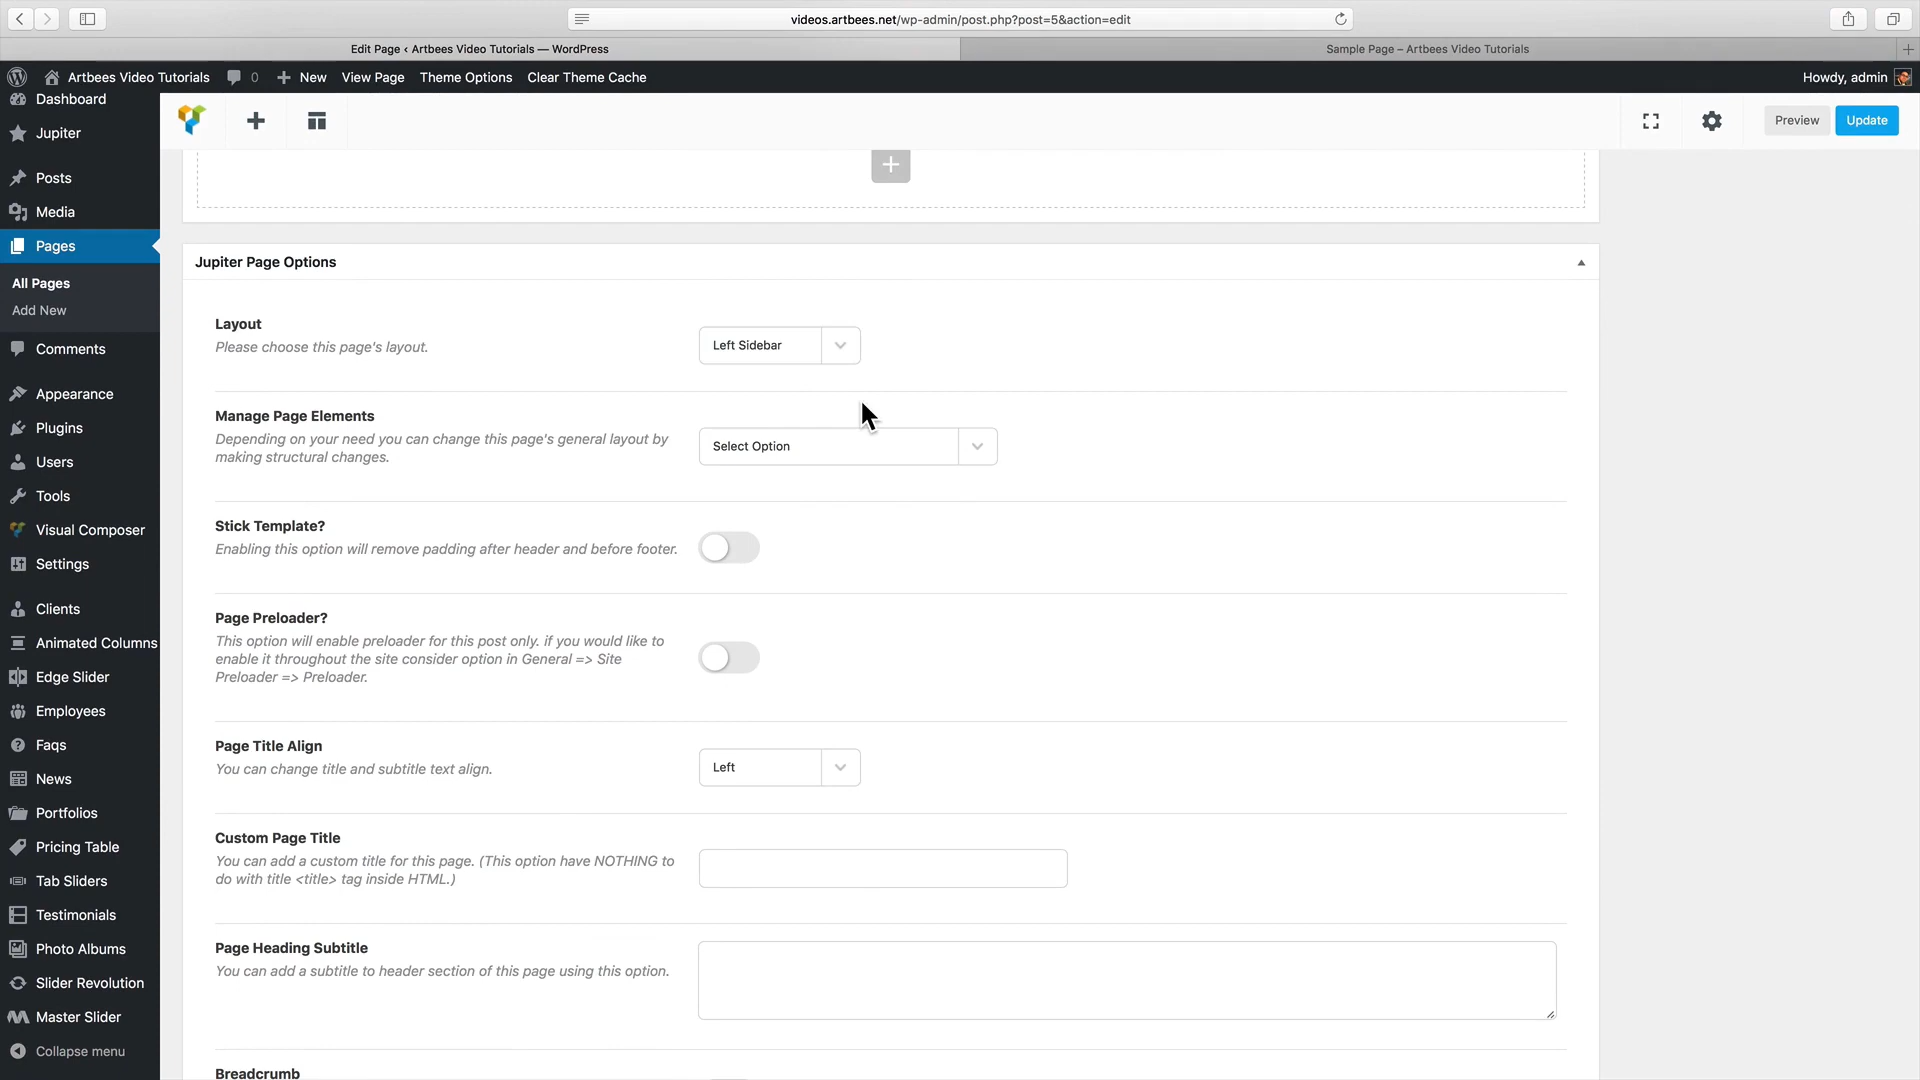 videos.artbees.net/wp-admin/post.php?post=5&action=edit
Edit Page ‹ Artbees Video Tutorials — WordPress
Sample Page – Artbees Video Tutorials
Artbees Video Tutorials
0
New
View Page
Theme Options
Clear Theme Cache
Howdy, admin
Dashboard
Jupiter
Posts
Media
Pages
All Pages
Add New
Comments
Appearance
Plugins
Users
Tools
Visual Composer
Settings
Clients
Animated Columns
Edge Slider
Employees
Faqs
News
Portfolios
Pricing Table
Tab Sliders
Testimonials
Photo Albums
Slider Revolution
Master Slider
Collapse menu
Preview
Update
Jupiter Page Options
Layout
Please choose this page's layout.
Left Sidebar
Manage Page Elements
Depending on your need you can change this page's general layout by
making structural changes.
Select Option
Stick Template?
Enabling this option will remove padding after header and before footer.
Page Preloader?
This option will enable preloader for this post only. if you would like to
enable it throughout the site consider option in General => Site
Preloader => Preloader.
Page Title Align
You can change title and subtitle text align.
Left
Custom Page Title
You can add a custom title for this page. (This option have NOTHING to
do with title <title> tag inside HTML.)
Page Heading Subtitle
You can add a subtitle to header section of this page using this option.
Breadcrumb